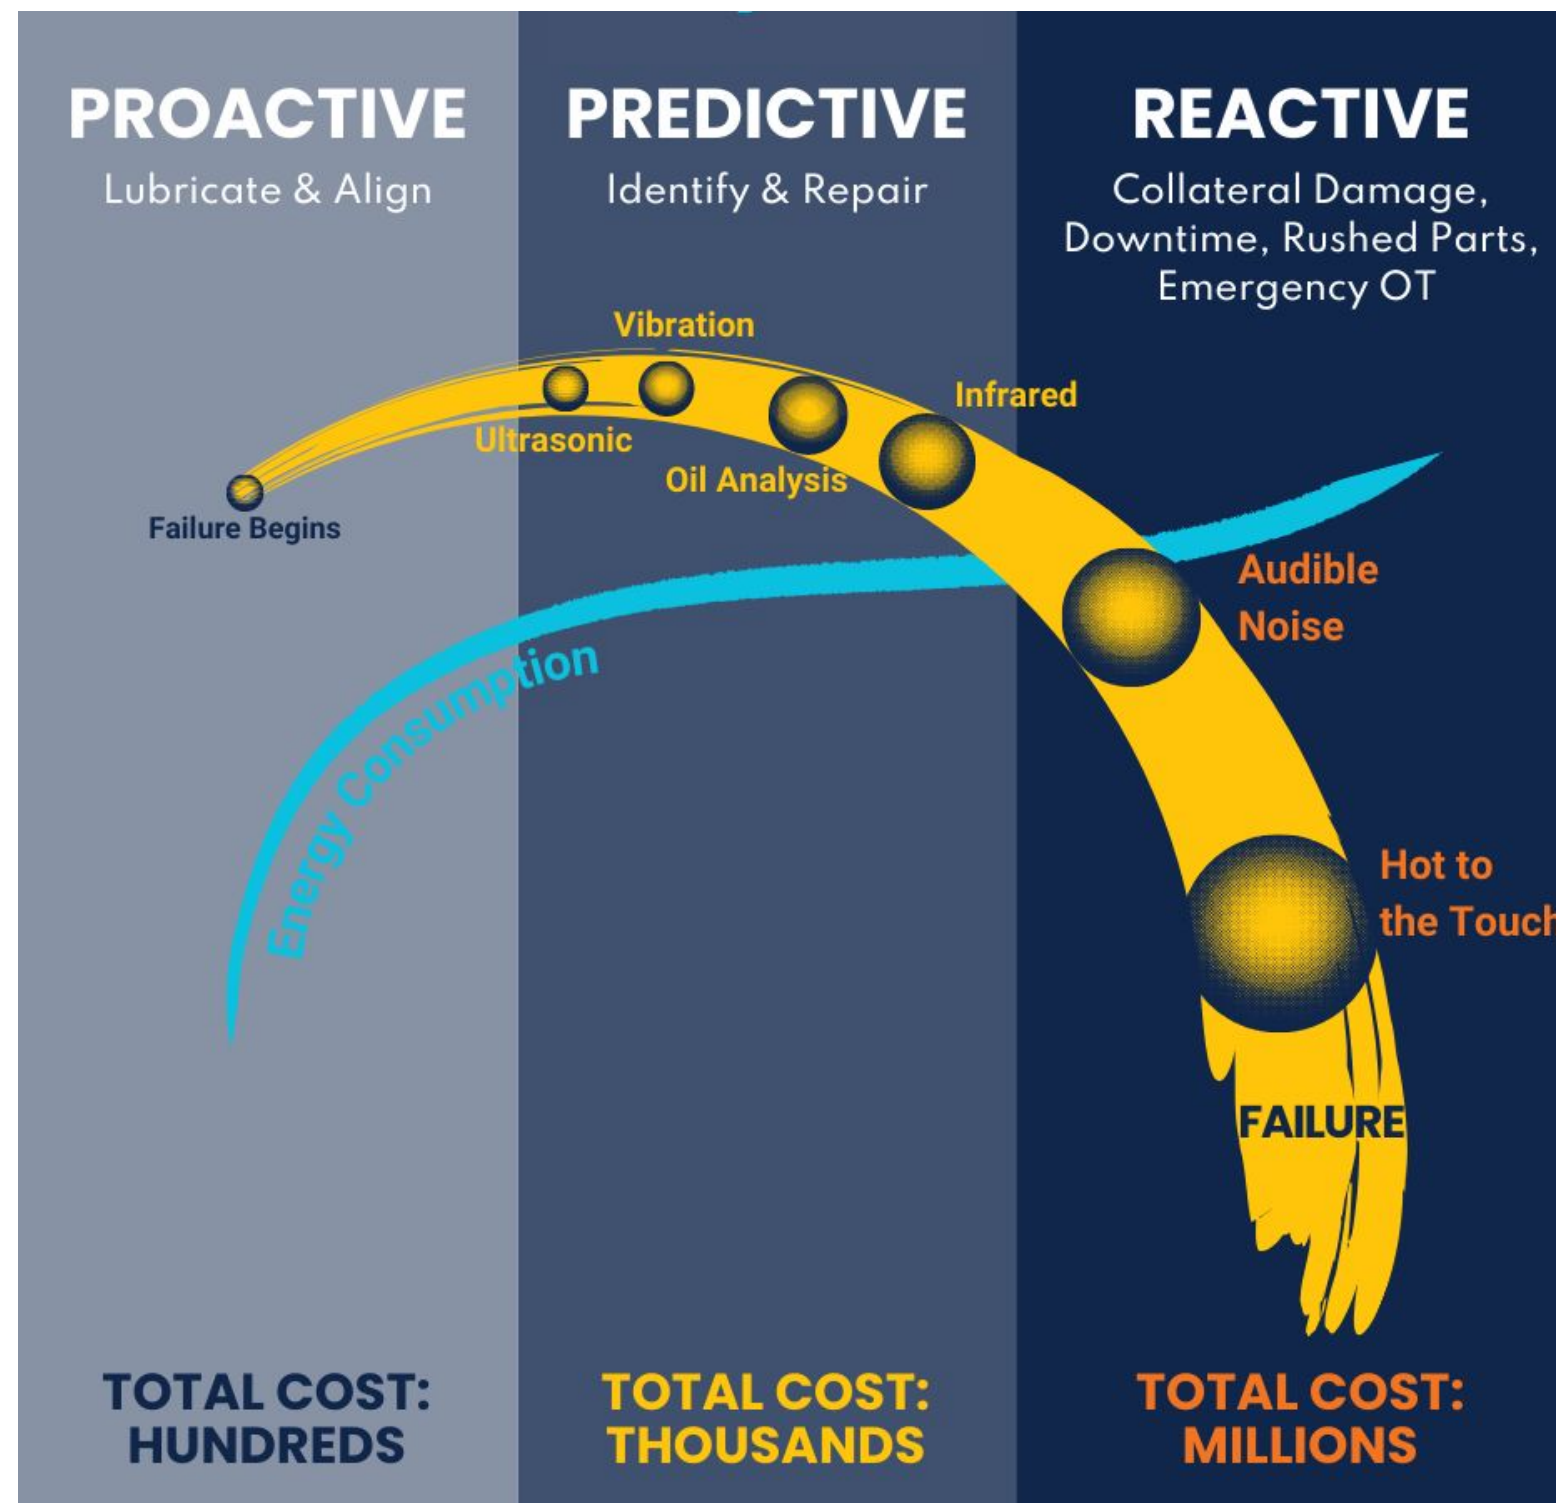 PROACTIVE
Lubricate & Align
PREDICTIVE
Identify & Repair
REACTIVE
Collateral Damage,
Downtime, Rushed Parts,
Emergency OT
Failure Begins
Ultrasonic
Vibration
Oil Analysis
Infrared
Audible
Noise
Hot to
the Touch
FAILURE
Energy Consumption
TOTAL COST:
HUNDREDS
TOTAL COST:
THOUSANDS
TOTAL COST:
MILLIONS